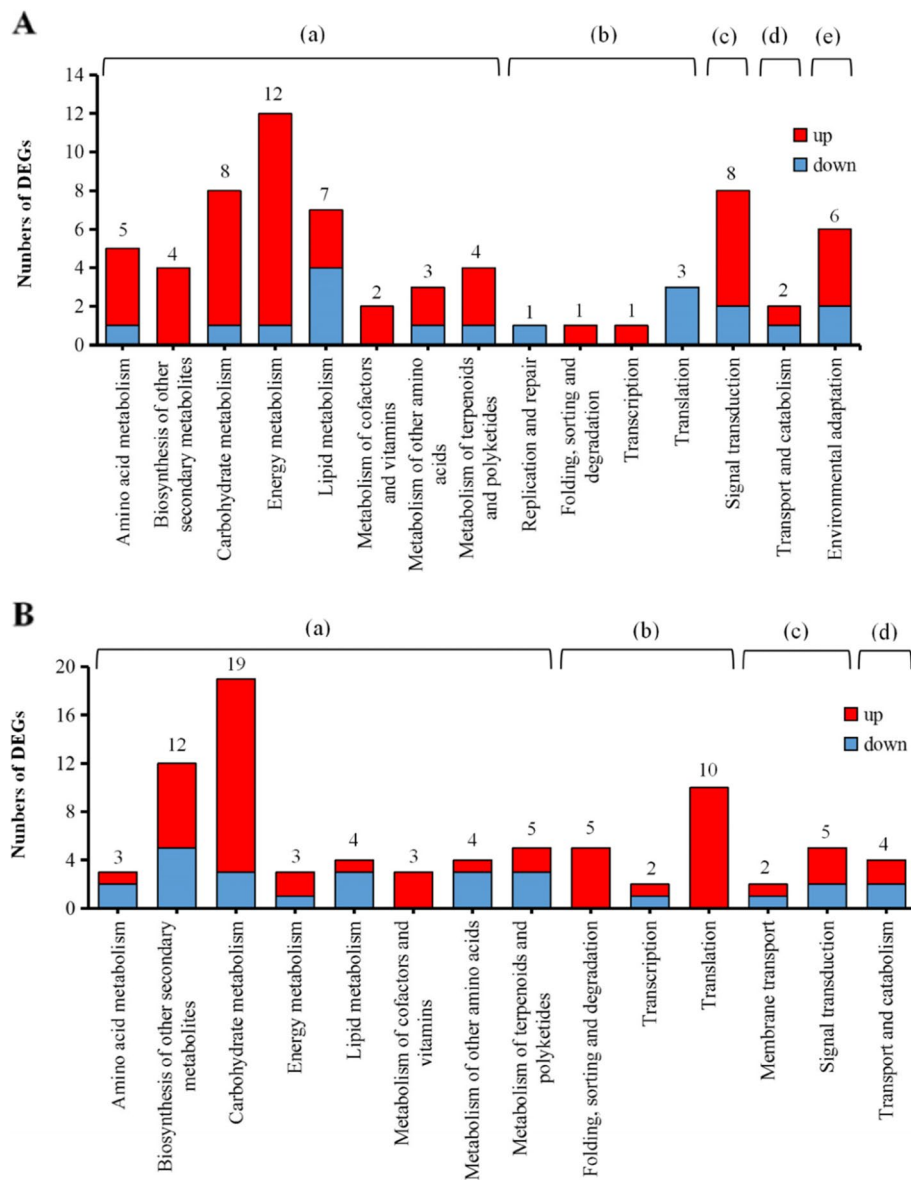 A
(a)
(b)
(c)
(d)
(e)
Nunbers of DEGs
14
12
10
8
6
4
2
0
5
4
8
12
7
2
3
4
1
1
1
3
8
2
6
up
down
Amino acid metabolism
Biosynthesis of other
secondary metabolites
Carbohydrate metabolism
Energy metabolism
Lipid metabolism
Metabolism of cofactors
and vitamins
Metabolism of other amino
acids
Metabolism of terpenoids
and polyketides
Replication and repair
Folding, sorting and
degradation
Transcription
Translation
Signal transduction
Transport and catabolism
Environmental adaptation
B
(a)
(b)
(c)
(d)
Nunbers of DEGs
20
16
12
8
4
0
3
12
19
3
4
3
4
5
5
2
10
2
5
4
up
down
Amino acid metabolism
Biosynthesis of other secondary
metabolites
Carbohydrate metabolism
Energy metabolism
Lipid metabolism
Metabolism of cofactors and
vitamins
Metabolism of other amino acids
Metabolism of terpenoids and
polyketides
Folding, sorting and degradation
Transcription
Translation
Membrane transport
Signal transduction
Transport and catabolism